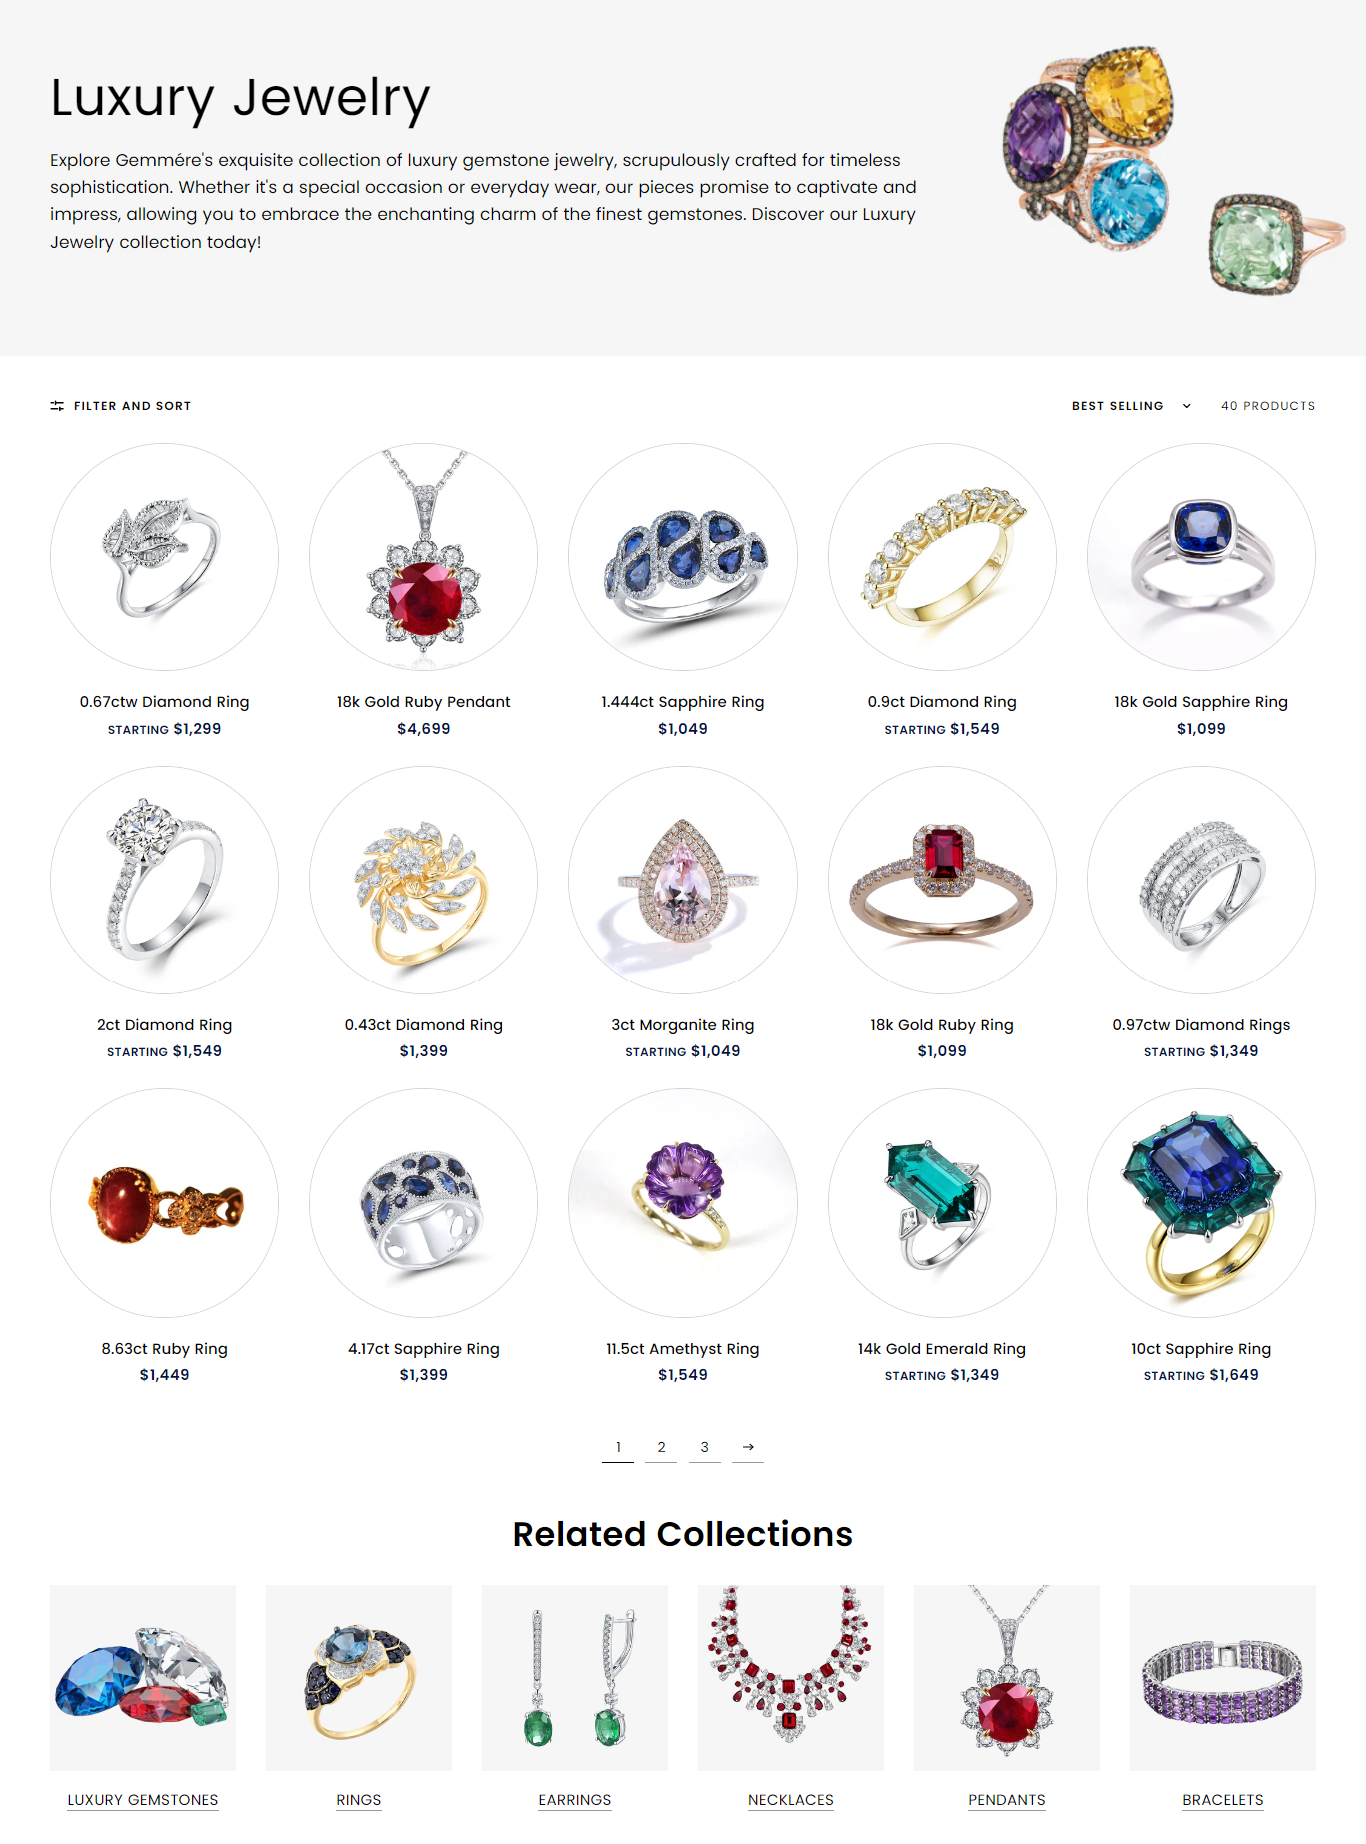 Luxury Jewelry
Explore Gemmére's exquisite collection of luxury gemstone jewelry, scrupulously crafted for timeless
sophistication. Whether it's a special occasion or everyday wear, our pieces promise to captivate and
impress, allowing you to embrace the enchanting charm of the finest gemstones. Discover our Luxury
Jewelry collection today!
FILTER AND SORT
BEST SELLING
40 PRODUCTS
0.67ctw Diamond Ring
STARTING $1,299
18k Gold Ruby Pendant
$4,699
1.444ct Sapphire Ring
$1,049
0.9ct Diamond Ring
STARTING $1,549
18k Gold Sapphire Ring
$1,099
2ct Diamond Ring
STARTING $1,549
0.43ct Diamond Ring
$1,399
3ct Morganite Ring
STARTING $1,049
18k Gold Ruby Ring
$1,099
0.97ctw Diamond Rings
STARTING $1,349
8.63ct Ruby Ring
$1,449
4.17ct Sapphire Ring
$1,399
11.5ct Amethyst Ring
$1,549
14k Gold Emerald Ring
STARTING $1,349
10ct Sapphire Ring
STARTING $1,649
1 2 3 →
Related Collections
LUXURY GEMSTONES
RINGS
EARRINGS
NECKLACES
PENDANTS
BRACELETS